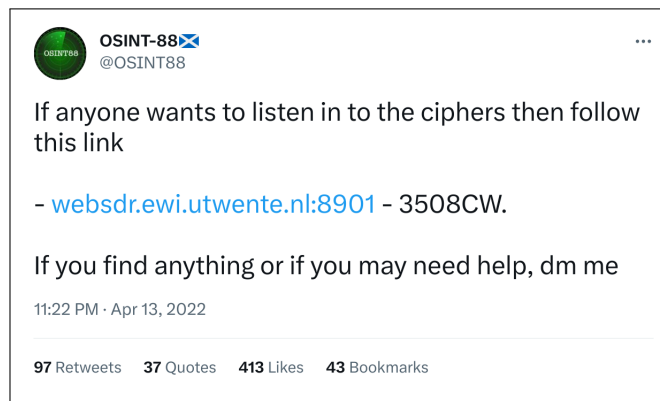 OSINT88
OSINT-88🏴󠁧󠁢󠁳󠁣󠁴󠁿
@OSINT88
If anyone wants to listen in to the ciphers then follow
this link
- websdr.ewi.utwente.nl:8901 - 3508CW.
If you find anything or if you may need help, dm me
11:22 PM · Apr 13, 2022
97 Retweets 37 Quotes 413 Likes 43 Bookmarks